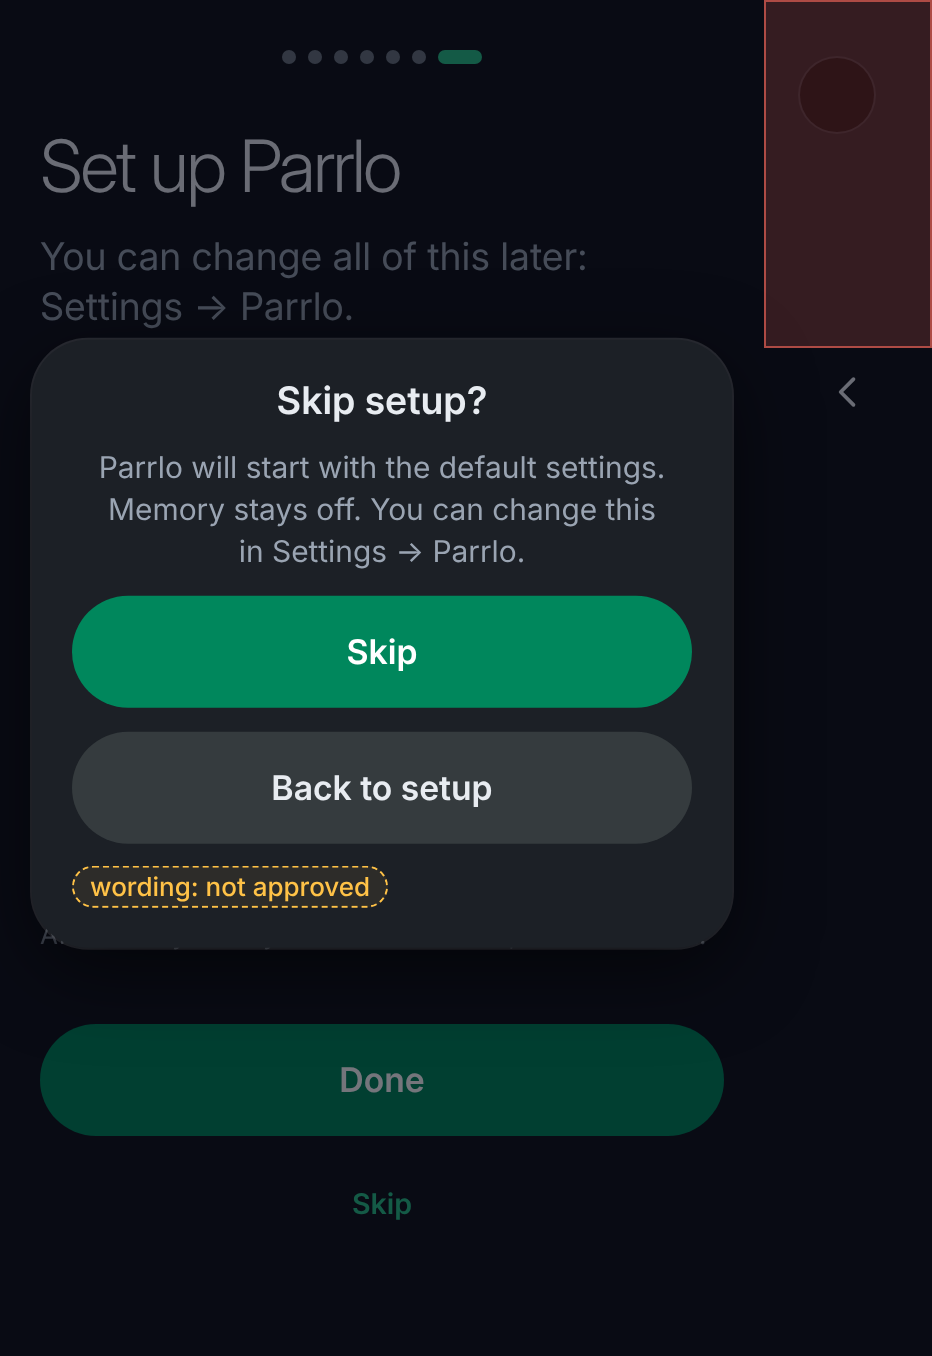 Set up Parrlo
You can change all of this later:
Settings → Parrlo.
Skip setup?
Parrlo will start with the default settings.
Memory stays off. You can change this
in Settings → Parrlo.
Skip
Back to setup
wording: not approved
Done
Skip